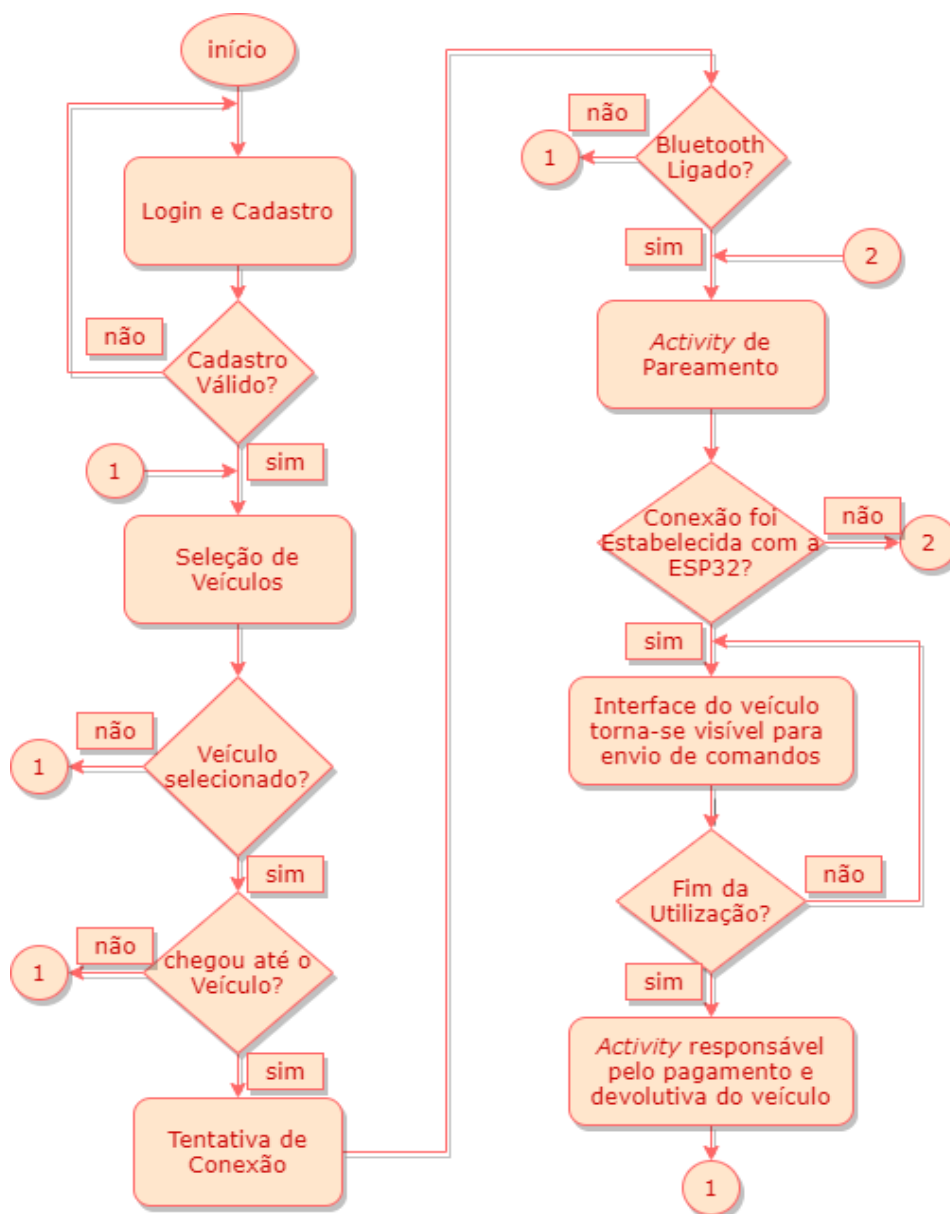 início
Login e Cadastro
não
Cadastro
Válido?
1
sim
Seleção de
Veículos
não
1
Veículo
selecionado?
sim
não
1
chegou até o
Veículo?
sim
Tentativa de
Conexão
não
1
Bluetooth
Ligado?
sim
2
Activity de
Pareamento
Conexão foi
Estabelecida com a
ESP32?
não
2
sim
Interface do veículo
torna-se visível para
envio de comandos
Fim da
Utilização?
não
sim
Activity responsável
pelo pagamento e
devolutiva do veículo
1